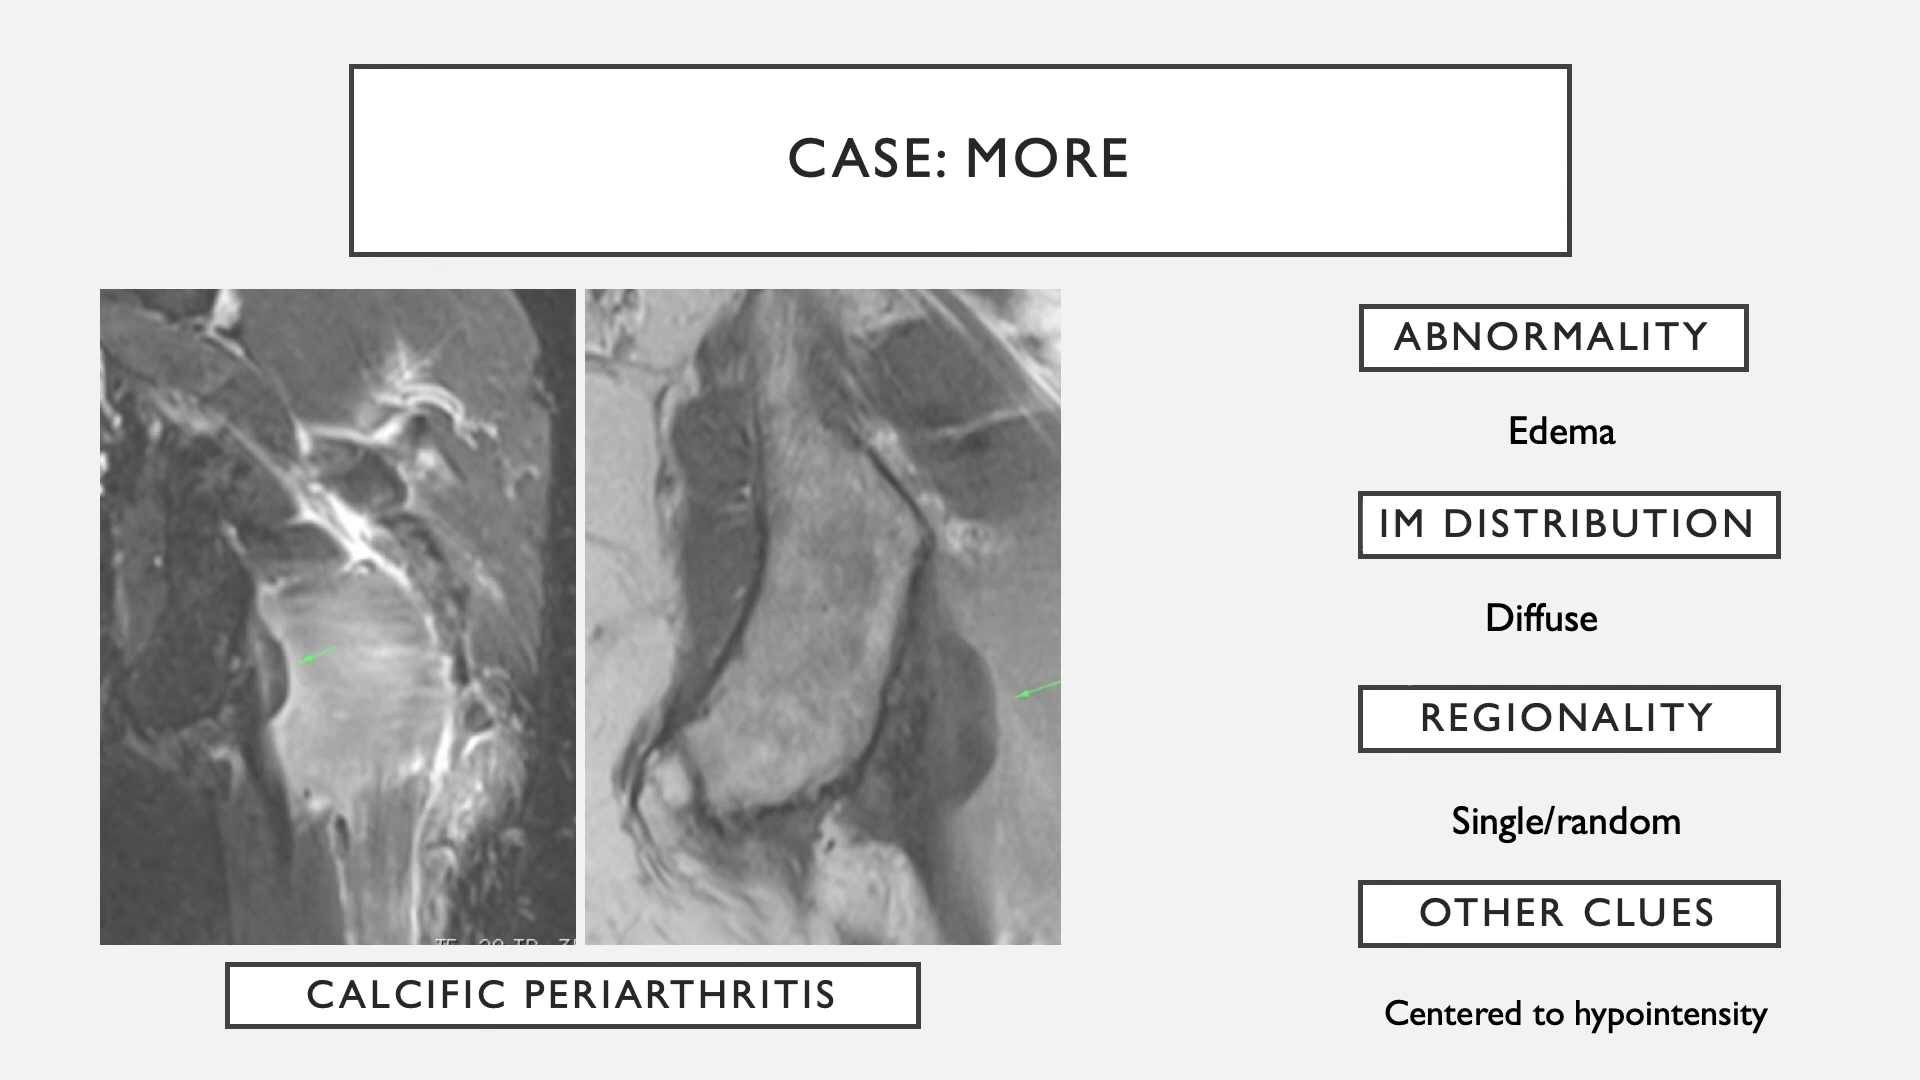 CASE: MORE
ABNORMALITY
Edema
IM DISTRIBUTION
Diffuse
REGIONALITY
Single/random
OTHER CLUES
Centered to hypointensity
CALCIFIC PERIARTHRITIS